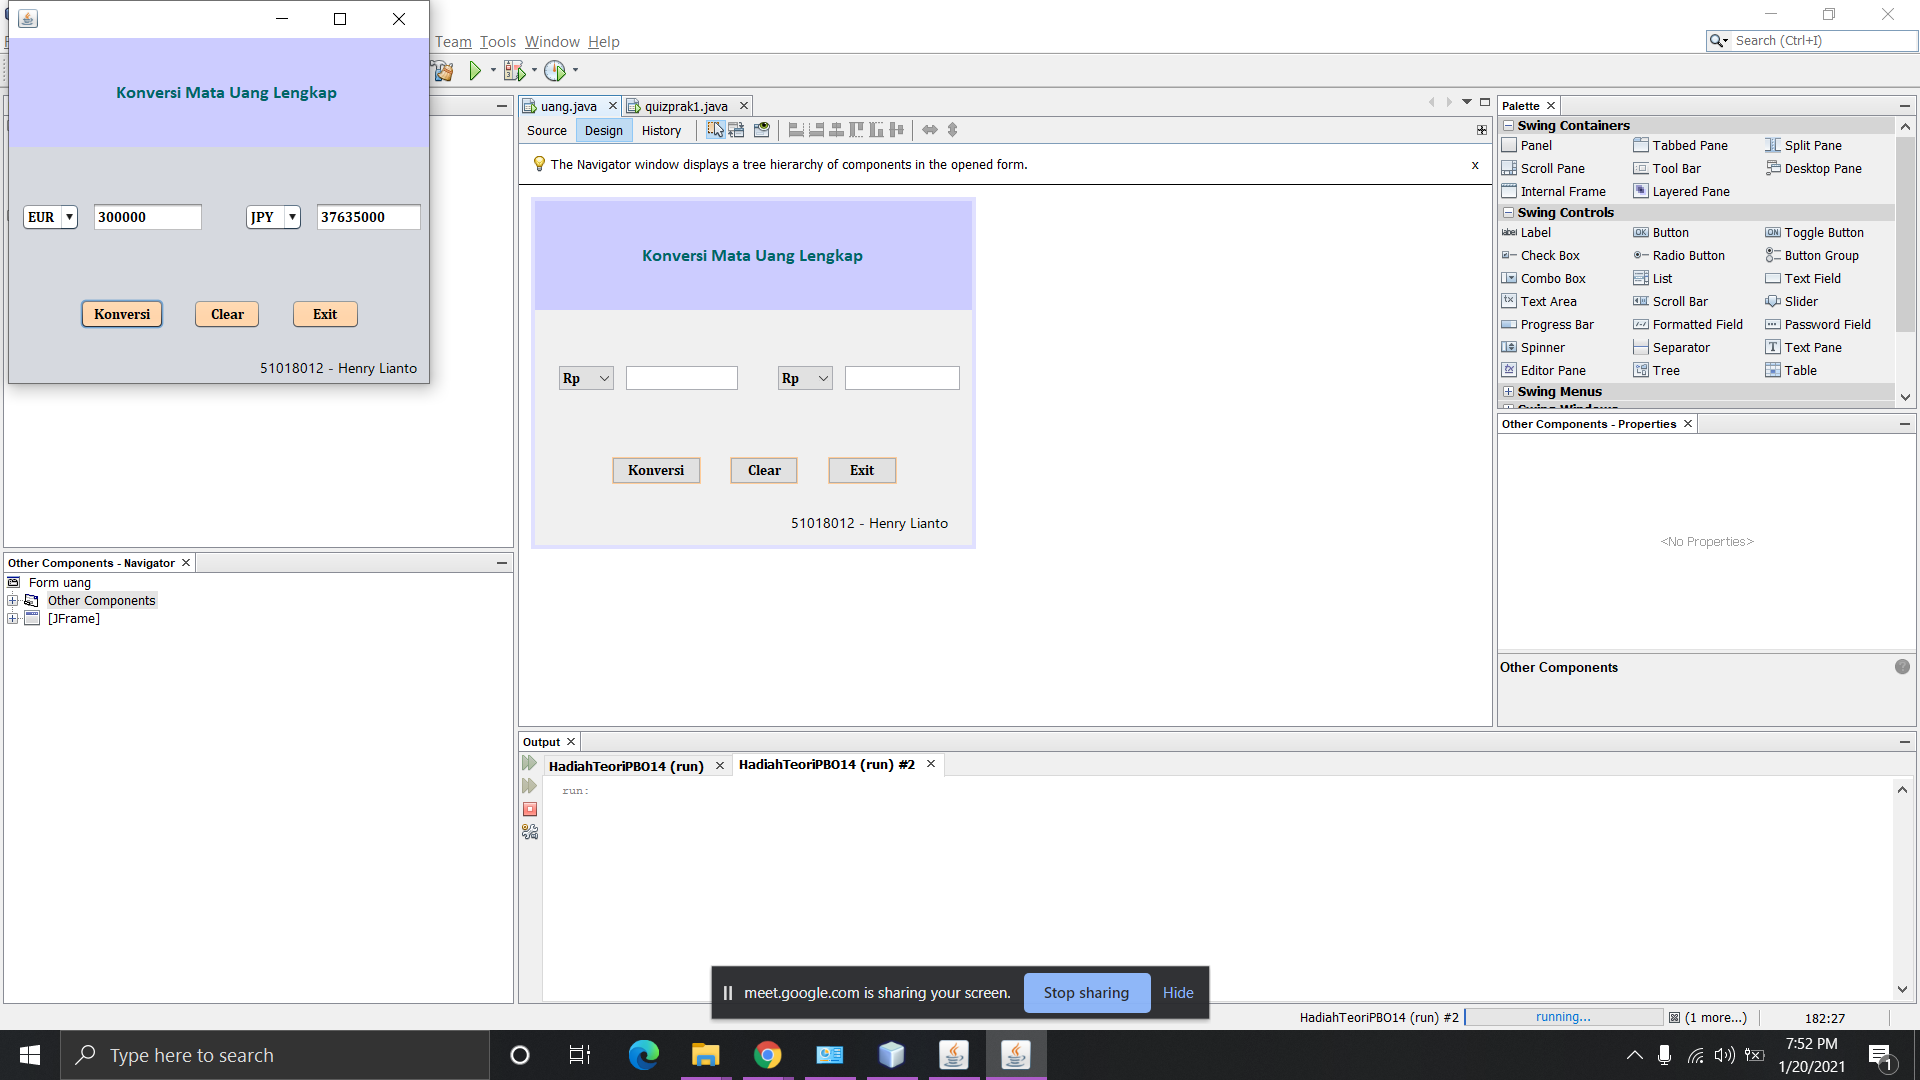 Team Tools Window Help
Search (Ctrl+I)
Konversi Mata Uang Lengkap
EUR 300000 JPY 37635000
Konversi Clear Exit
51018012 - Henry Lianto
uang.java quizprak1.java
Source Design History
The Navigator window displays a tree hierarchy of components in the opened form. x
Konversi Mata Uang Lengkap
Rp Rp
Konversi Clear Exit
51018012 - Henry Lianto
Palette
Swing Containers
Panel Tabbed Pane Split Pane
Scroll Pane Tool Bar Desktop Pane
Internal Frame Layered Pane
Swing Controls
Label Button Toggle Button
Check Box Radio Button Button Group
Combo Box List Text Field
Text Area Scroll Bar Slider
Progress Bar Formatted Field Password Field
Spinner Separator Text Pane
Editor Pane Tree Table
Swing Menus
Other Components - Properties
<No Properties>
Other Components
Other Components - Navigator
Form uang
Other Components
[JFrame]
Output
HadiahTeoriPBO14 (run) HadiahTeoriPBO14 (run) #2
run:
meet.google.com is sharing your screen. Stop sharing Hide
HadiahTeoriPBO14 (run) #2 running... (1 more...) 182:27
Type here to search
7:52 PM
1/20/2021
1